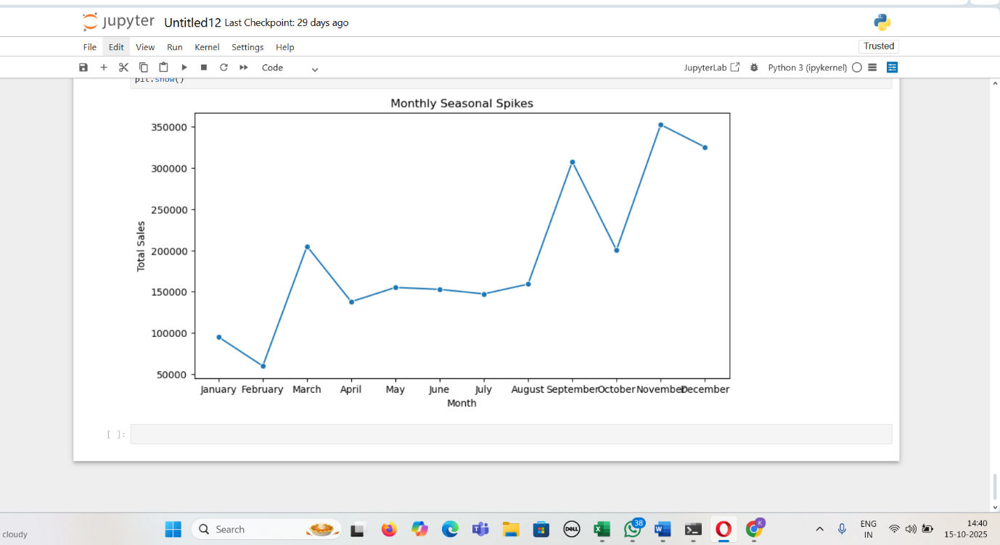 jupyter Untitled12 Last Checkpoint: 29 days ago
File Edit View Run Kernel Settings Help Trusted
Code JupyterLab Python 3 (ipykernel)
plt.show()
Monthly Seasonal Spikes
350000
300000
250000
200000
150000
100000
50000
Total Sales
January February March April May June July August September October November December
Month
[ ]:
Search
cloudy
DELL
38
K
ENG
IN
14:40
15-10-2025